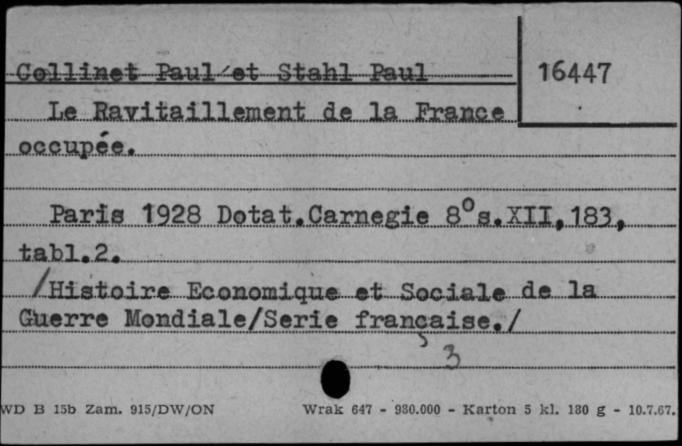 Collinet Paul et Stahl Paul
16447
Le Ravitaillement de la France
occupée.
Paris 1928 Dotat.Carnegie 8° s.XII,183,
tabl.2.
/Histoire Economique et Sociale de la
Guerre Mondiale/Serie française./
3
WD B 15b Zam. 915/DW/ON
Wrak 647 - 980.000 - Karton 5 kl. 180 g - 10.7.67.